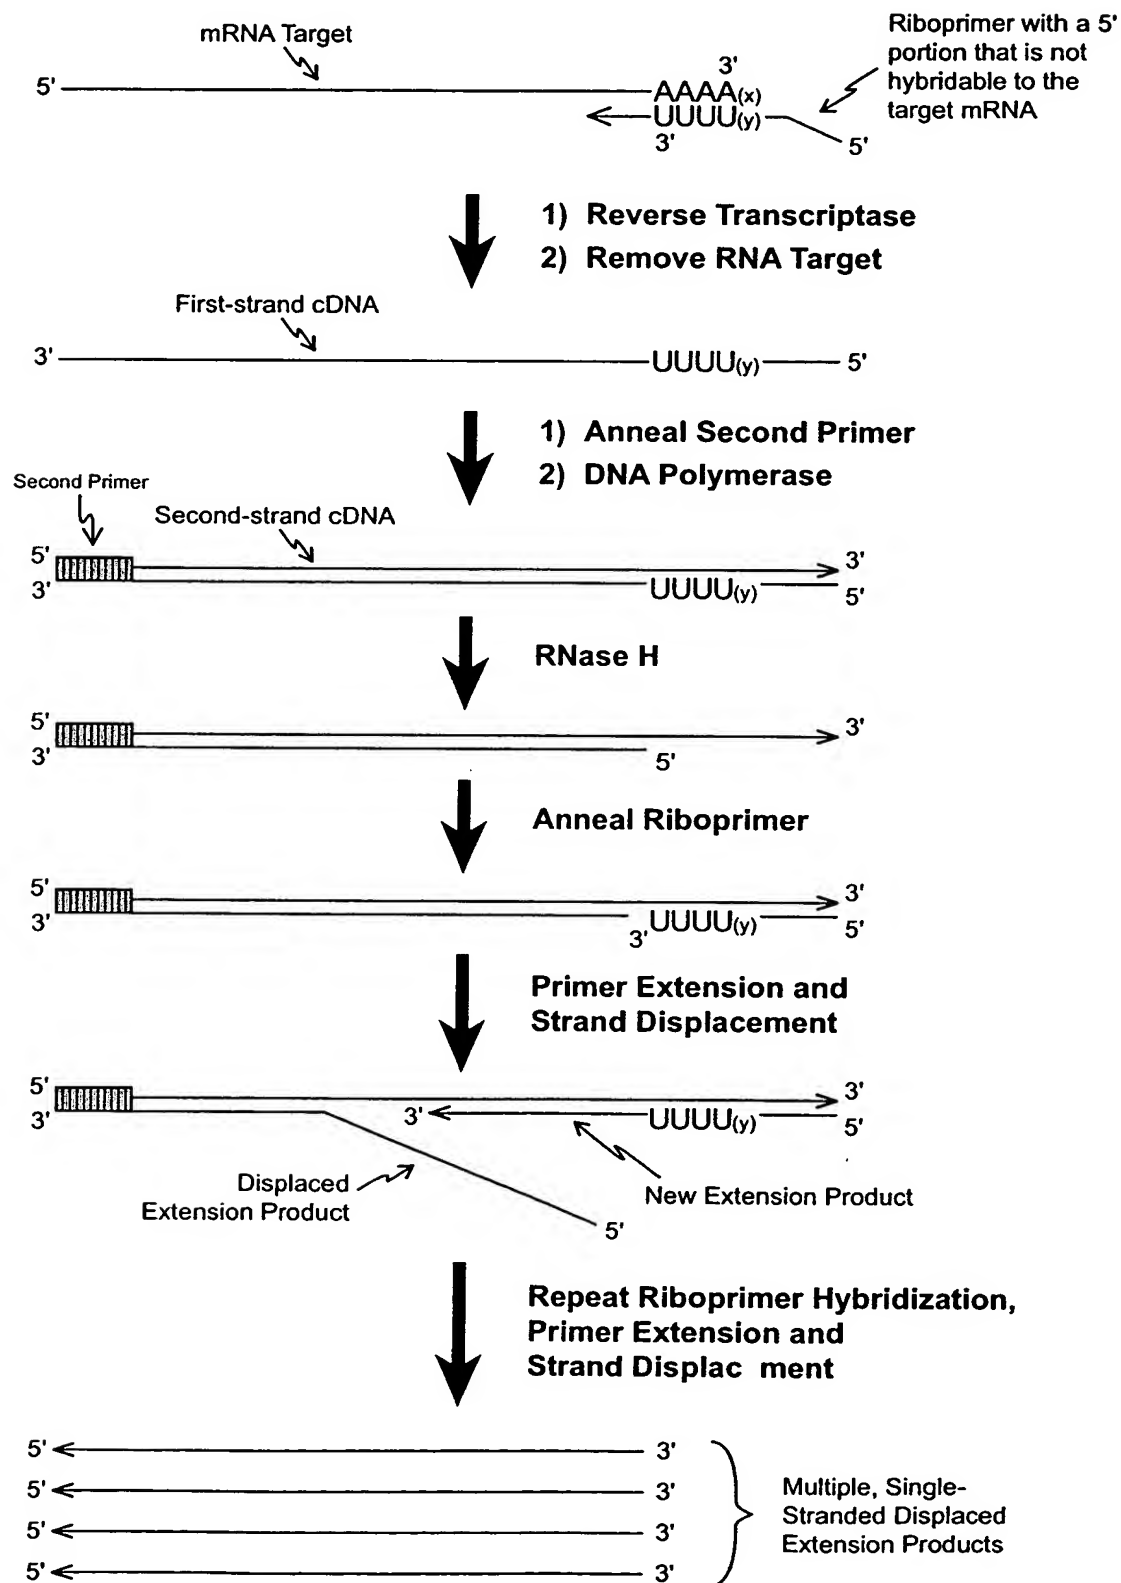 mRNA Target
Riboprimer with a 5'
portion that is not
hybridable to the
target mRNA
3'
5' AAAA(x)
UUUU(y)
3' 5'
1) Reverse Transcriptase
2) Remove RNA Target
First-strand cDNA
3' UUUU(y) 5'
1) Anneal Second Primer
2) DNA Polymerase
Second Primer
Second-strand cDNA
5' 3'
3' UUUU(y) 5'
RNase H
5' 3'
3' 5'
Anneal Riboprimer
5' 3'
3' 3' UUUU(y) 5'
Primer Extension and
Strand Displacement
5' 3'
3' 3' UUUU(y) 5'
Displaced
Extension Product
New Extension Product
5'
Repeat Riboprimer Hybridization,
Primer Extension and
Strand Displac ment
5' 3'
5' 3'
5' 3'
5' 3'
Multiple, Single-
Stranded Displaced
Extension Products